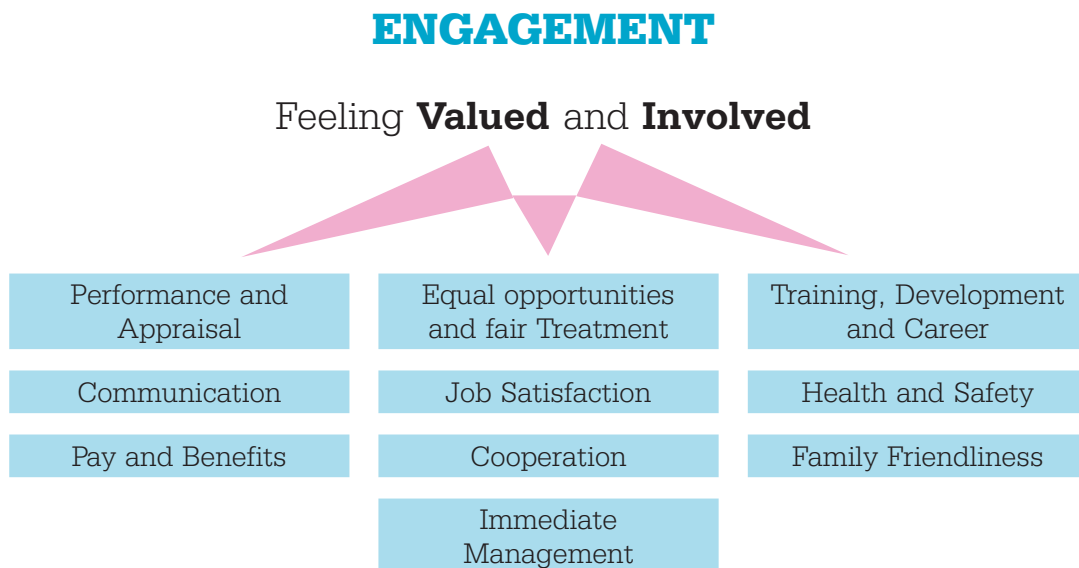 ENGAGEMENT
Feeling Valued and Involved
Performance and
Appraisal
Equal opportunities
and fair Treatment
Training, Development
and Career
Communication
Job Satisfaction
Health and Safety
Pay and Benefits
Cooperation
Family Friendliness
Immediate
Management